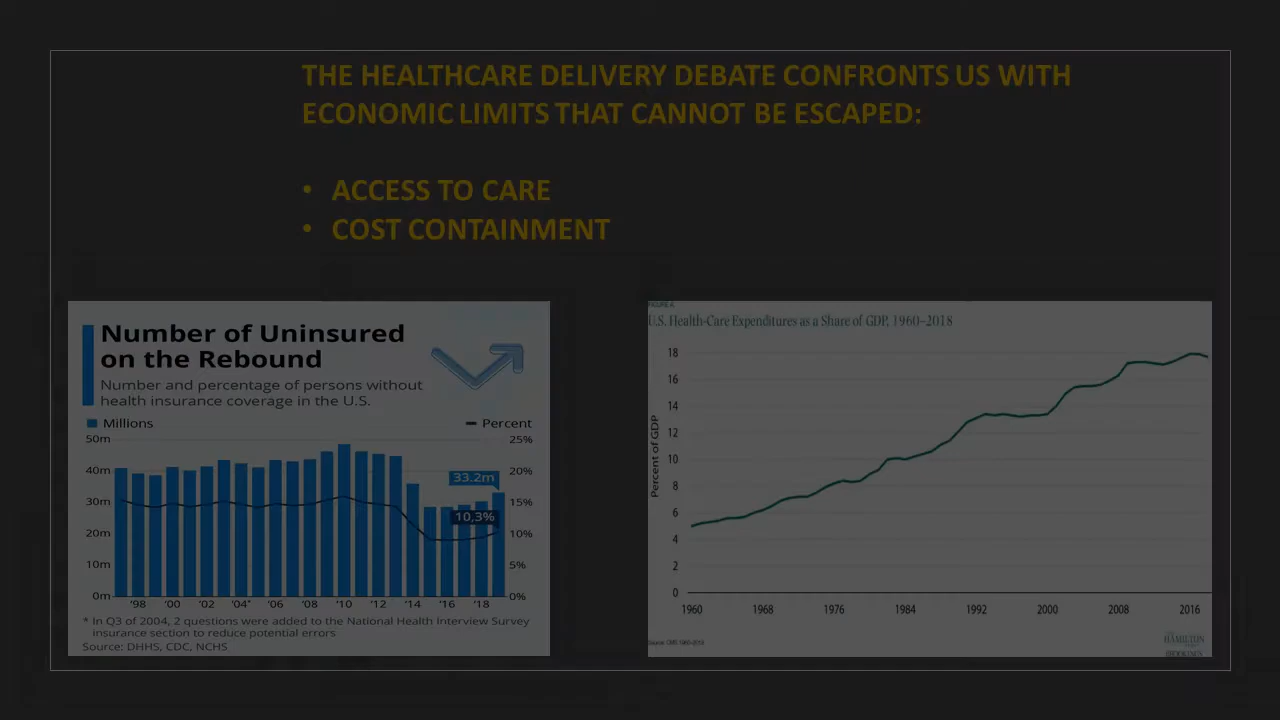 THE HEALTHCARE DELIVERY DEBATE CONFRONTS US WITH
ECONOMIC LIMITS THAT CANNOT BE ESCAPED:
• ACCESS TO CARE
• COST CONTAINMENT
Number of Uninsured
on the Rebound
Number and percentage of persons without
health insurance coverage in the U.S.
Millions
Percent
50m
25%
40m
20%
33.2m
30m
15%
10,3%
20m
10%
10m
5%
0m
0%
'98 '00 '02 '04* '06 '08 '10 '12 '14 '16 '18
* In Q3 of 2004, 2 questions were added to the National Health Interview Survey
insurance section to reduce potential errors
Source: DHHS, CDC, NCHS
FIGURE A.
U.S. Health-Care Expenditures as a Share of GDP, 1960–2018
Percent of GDP
18
16
14
12
10
8
6
4
2
0
1960 1968 1976 1984 1992 2000 2008 2016
Source: CMS 1960–2018
HAMILTON
BROOKINGS